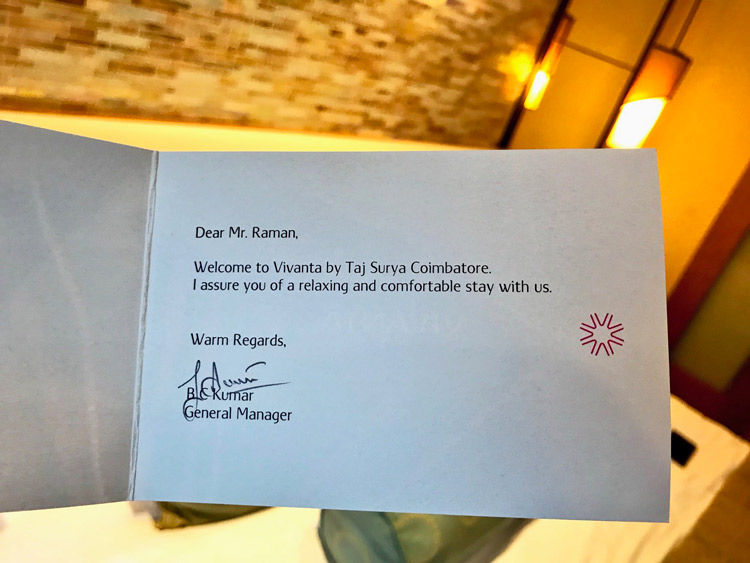 Dear Mr. Raman,
Welcome to Vivanta by Taj Surya Coimbatore.
I assure you of a relaxing and comfortable stay with us.
Warm Regards,
B C Kumar
General Manager